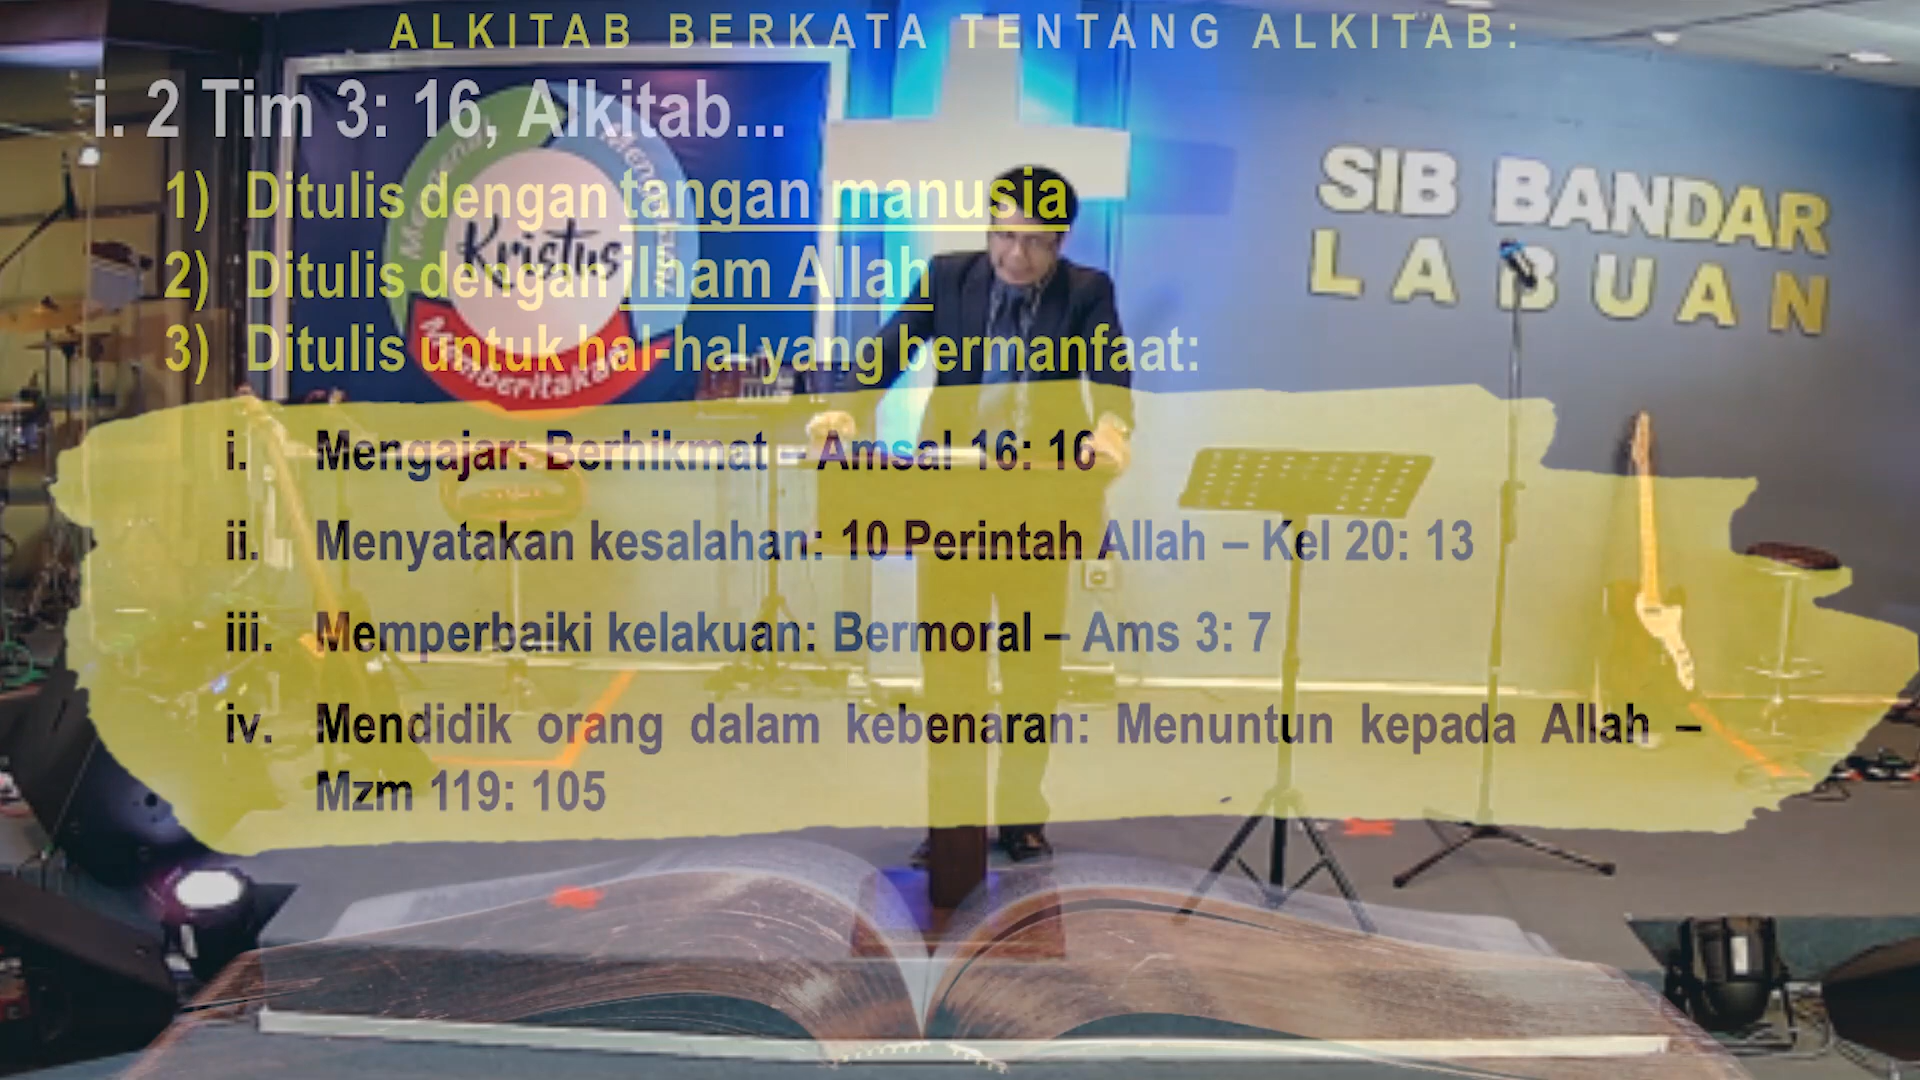 ALKITAB BERKATA TENTANG ALKITAB:
i. 2 Tim 3: 16, Alkitab...
1) Ditulis dengan tangan manusia
2) Ditulis dengan ilham Allah
3) Ditulis untuk hal-hal yang bermanfaat:
i. Mengajar: Berhikmat – Amsal 16: 16
ii. Menyatakan kesalahan: 10 Perintah Allah – Kel 20: 13
iii. Memperbaiki kelakuan: Bermoral – Ams 3: 7
iv. Mendidik orang dalam kebenaran: Menuntun kepada Allah –
Mzm 119: 105
Kristus
Memberitakan
SIB BANDAR
LABUAN